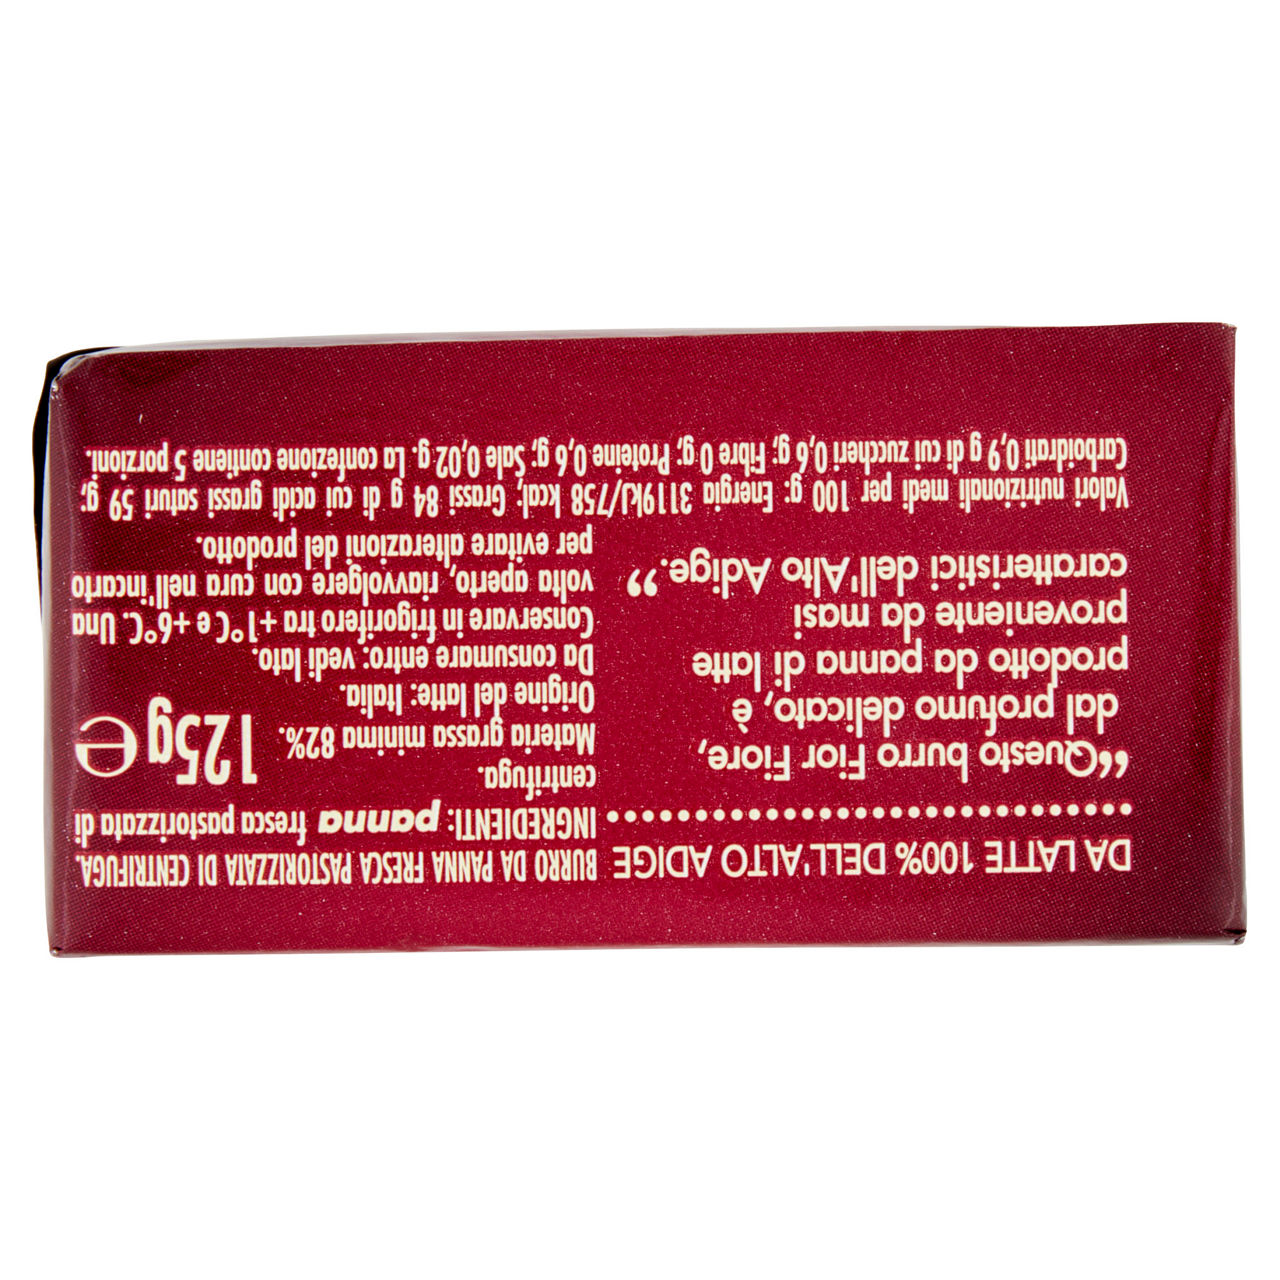 DA LATTE 100% DELL'ALTO ADIGE
“Questo burro Fior Fiore,
dal profumo delicato, è
prodotto da panna di latte
proveniente da masi
caratteristici dell'Alto Adige.”
BURRO DA PANNA FRESCA PASTORIZZATA DI CENTRIFUGA.
INGREDIENTI: panna fresca pastorizzata di
centrifuga.
Materia grassa minima 82%.
Origine del latte: Italia.
125g ℮
Da consumare entro: vedi lato.
Conservare in frigorifero tra +1°C e +6°C. Una
volta aperto, riavvolgere con cura nell'incarto
per evitare alterazioni del prodotto.
Valori nutrizionali medi per 100 g: Energia 3119kJ/758 kcal; Grassi 84 g di cui acidi grassi saturi 59 g;
Carboidrati 0,9 g di cui zuccheri 0,6 g; Fibre 0 g; Proteine 0,6 g; Sale 0,02 g. La confezione contiene 5 porzioni.